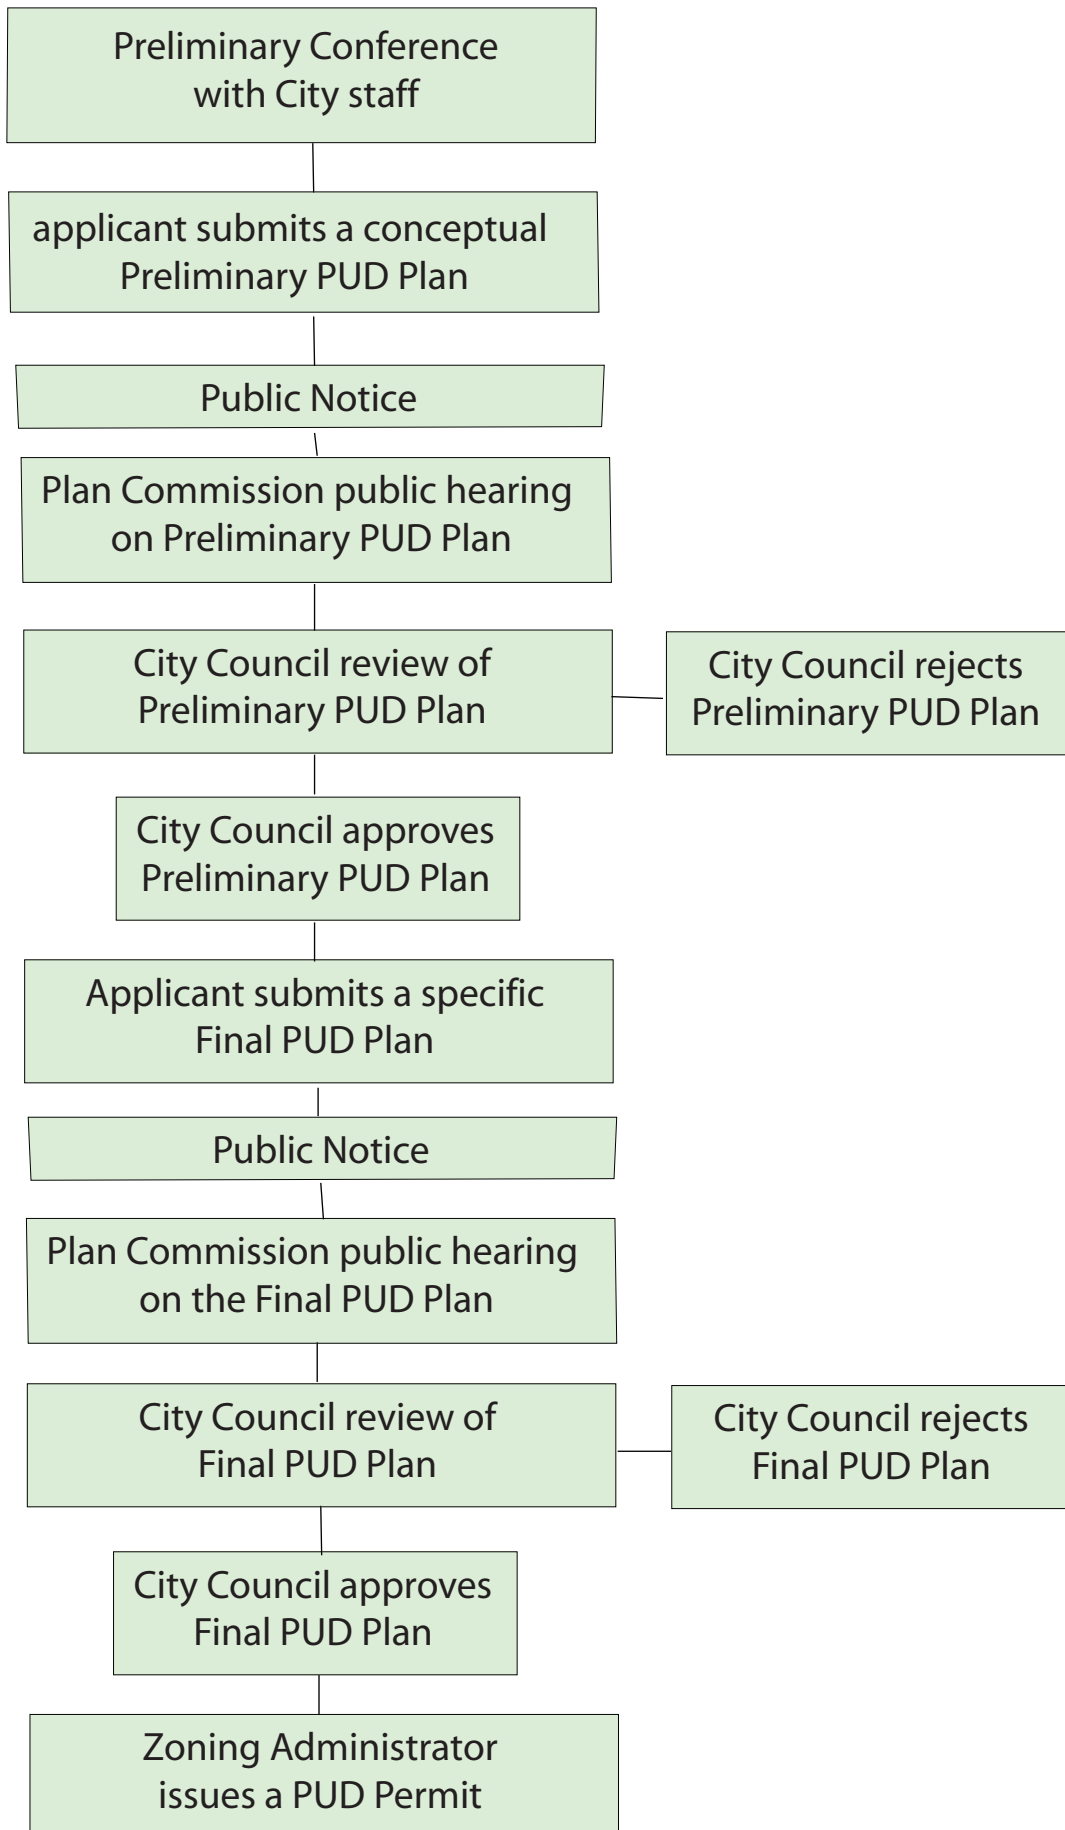 Preliminary Conference
with City staff
applicant submits a conceptual
Preliminary PUD Plan
Public Notice
Plan Commission public hearing
on Preliminary PUD Plan
City Council review of
Preliminary PUD Plan
City Council rejects
Preliminary PUD Plan
City Council approves
Preliminary PUD Plan
Applicant submits a specific
Final PUD Plan
Public Notice
Plan Commission public hearing
on the Final PUD Plan
City Council review of
Final PUD Plan
City Council rejects
Final PUD Plan
City Council approves
Final PUD Plan
Zoning Administrator
issues a PUD Permit